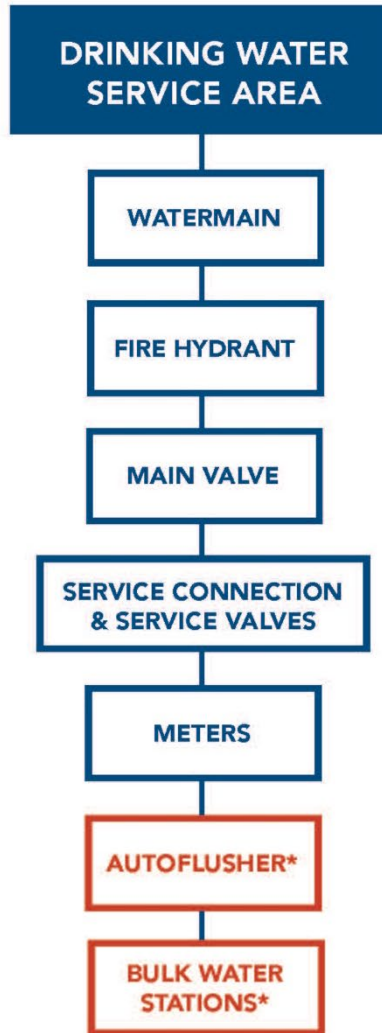 DRINKING WATER
SERVICE AREA
WATERMAIN
FIRE HYDRANT
MAIN VALVE
SERVICE CONNECTION
& SERVICE VALVES
METERS
AUTOFLUSHER*
BULK WATER
STATIONS*